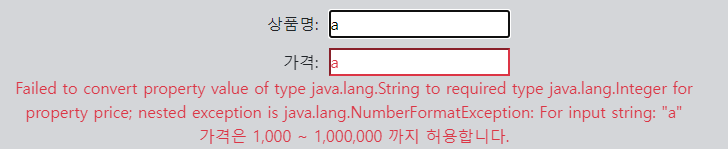 상품명: a
가격: a
Failed to convert property value of type java.lang.String to required type java.lang.Integer for
property price; nested exception is java.lang.NumberFormatException: For input string: "a"
가격은 1,000 ~ 1,000,000 까지 허용합니다.